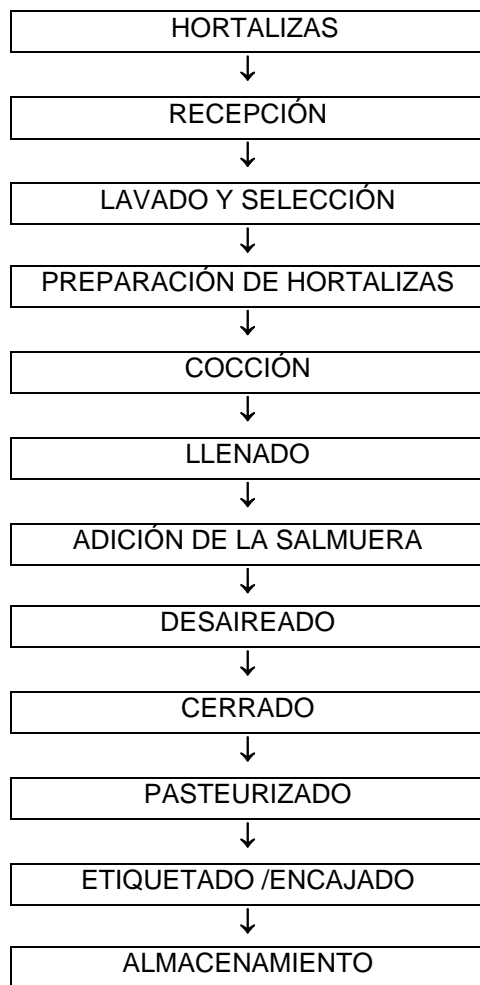 HORTALIZAS
↓
RECEPCIÓN
↓
LAVADO Y SELECCIÓN
↓
PREPARACIÓN DE HORTALIZAS
↓
COCCIÓN
↓
LLENADO
↓
ADICIÓN DE LA SALMUERA
↓
DESAIREADO
↓
CERRADO
↓
PASTEURIZADO
↓
ETIQUETADO /ENCAJADO
↓
ALMACENAMIENTO